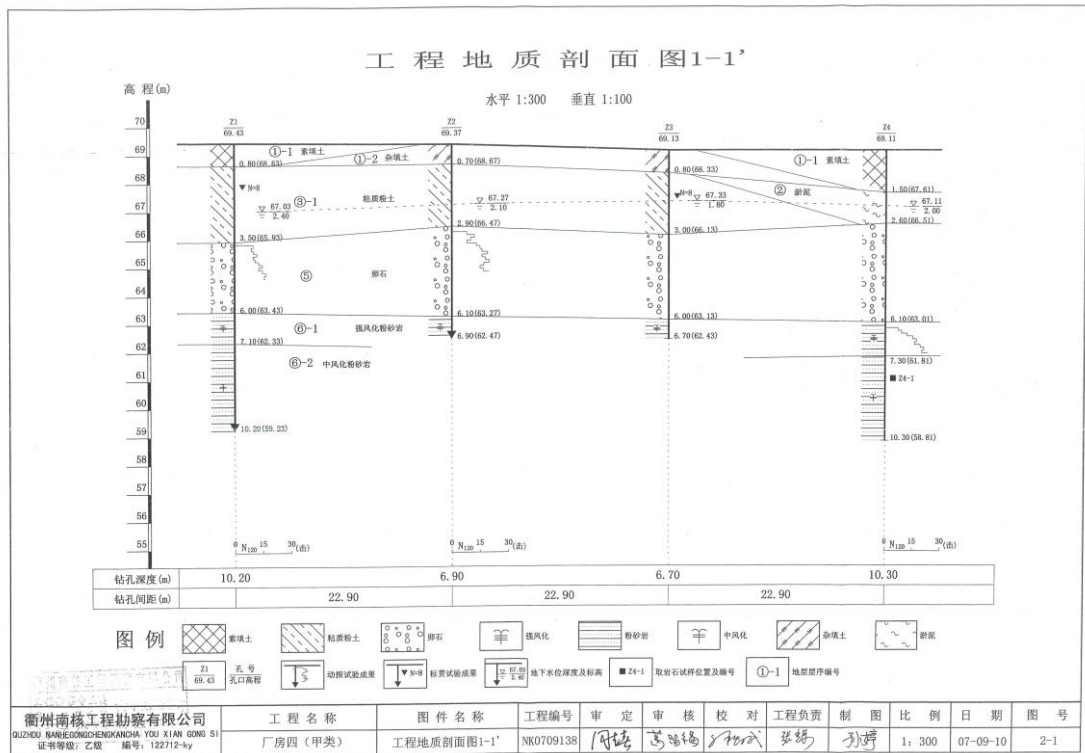 工程地质剖面图1-1'
水平 1:300 垂直 1:100
高 程(m)
Z1 Z2 Z3 Z4
70 69.43 69.37 69.13 69.11
69 ①-1 素填土 ①-2 杂填土 ①-1 素填土
0.80(68.63) 0.70(68.67) 0.80(68.33)
68 N=8 N=8 ② 淤泥 1.50(67.61)
③-1 粘质粉土
67 67.03 67.27 67.33 67.11
2.40 2.10 1.80 2.00
2.90(66.47) 2.60(66.51)
66 3.50(65.93) 3.00(66.13)
65 ⑤ 卵石
64
6.00(63.43) 6.10(63.27) 6.00(63.13) 6.10(63.01)
63 ⑥-1 强风化粉砂岩
6.90(62.47) 6.70(62.43)
62 7.10(62.33) 7.30(61.81)
⑥-2 中风化粉砂岩
61 Z4-1
60
59 10.20(59.23) 10.30(58.81)
58
57
56
55 0 N120 15 30(击) 0 N120 15 30(击) 0 N120 15 30(击)
钻孔深度(m) 10.20 6.90 6.70 10.30
钻孔间距(m) 22.90 22.90 22.90
图 例 素填土 粘质粉土 卵石 强风化 粉砂岩 中风化 杂填土 淤泥
Z1 孔 号 动探试验成果 N=8 标贯试验成果 67.03 地下水位深度及标高 Z4-1 取岩石试样位置及编号 ①-1 地层层序编号
69.43 孔口高程 2.40
衢州南核工程勘察有限公司
QUZHOU NANHEGONGCHENGKANCHA YOU XIAN GONG SI
证书等级: 乙级 编号: 122712-ky
工 程 名 称 图 件 名 称 工程编号 审 定 审 核 校 对 工程负责 制 图 比 例 日 期 图 号
厂房四（甲类） 工程地质剖面图1-1' NK0709138 1: 300 07-09-10 2-1